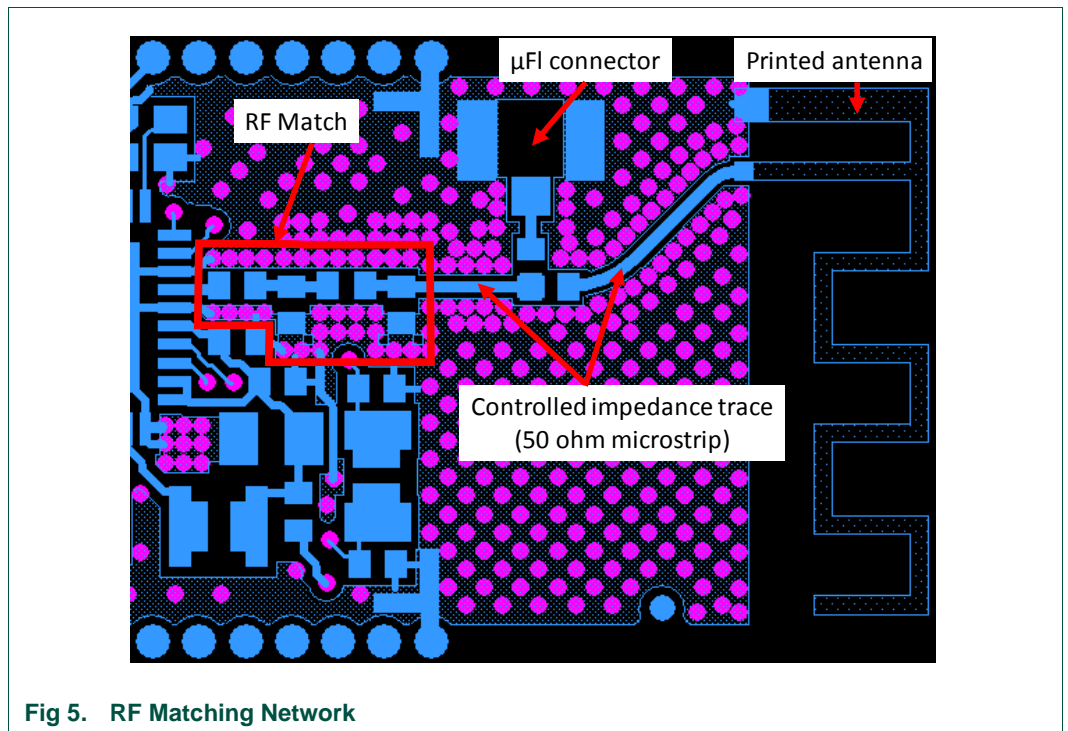 µFl connector
Printed antenna
RF Match
Controlled impedance trace
(50 ohm microstrip)
Fig 5. RF Matching Network